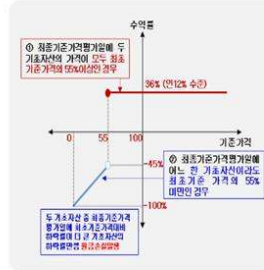 수익률
① 최종기준가격평가일에 두
기초자산의 가격이 모두 최초
기준가격의 55%이상인 경우
36% (연12% 수준)
0 55 100
기준가격
-45%
② 최종기준가격평가일에
어느 한 기초자산이라도
최초기준 가격의 55%
미만인 경우
-100%
두 기초자산 중 최종기준가격
평가일에 최초기준가격대비
하락률이 더 큰 기초자산의
하락률만큼 원금손실발생